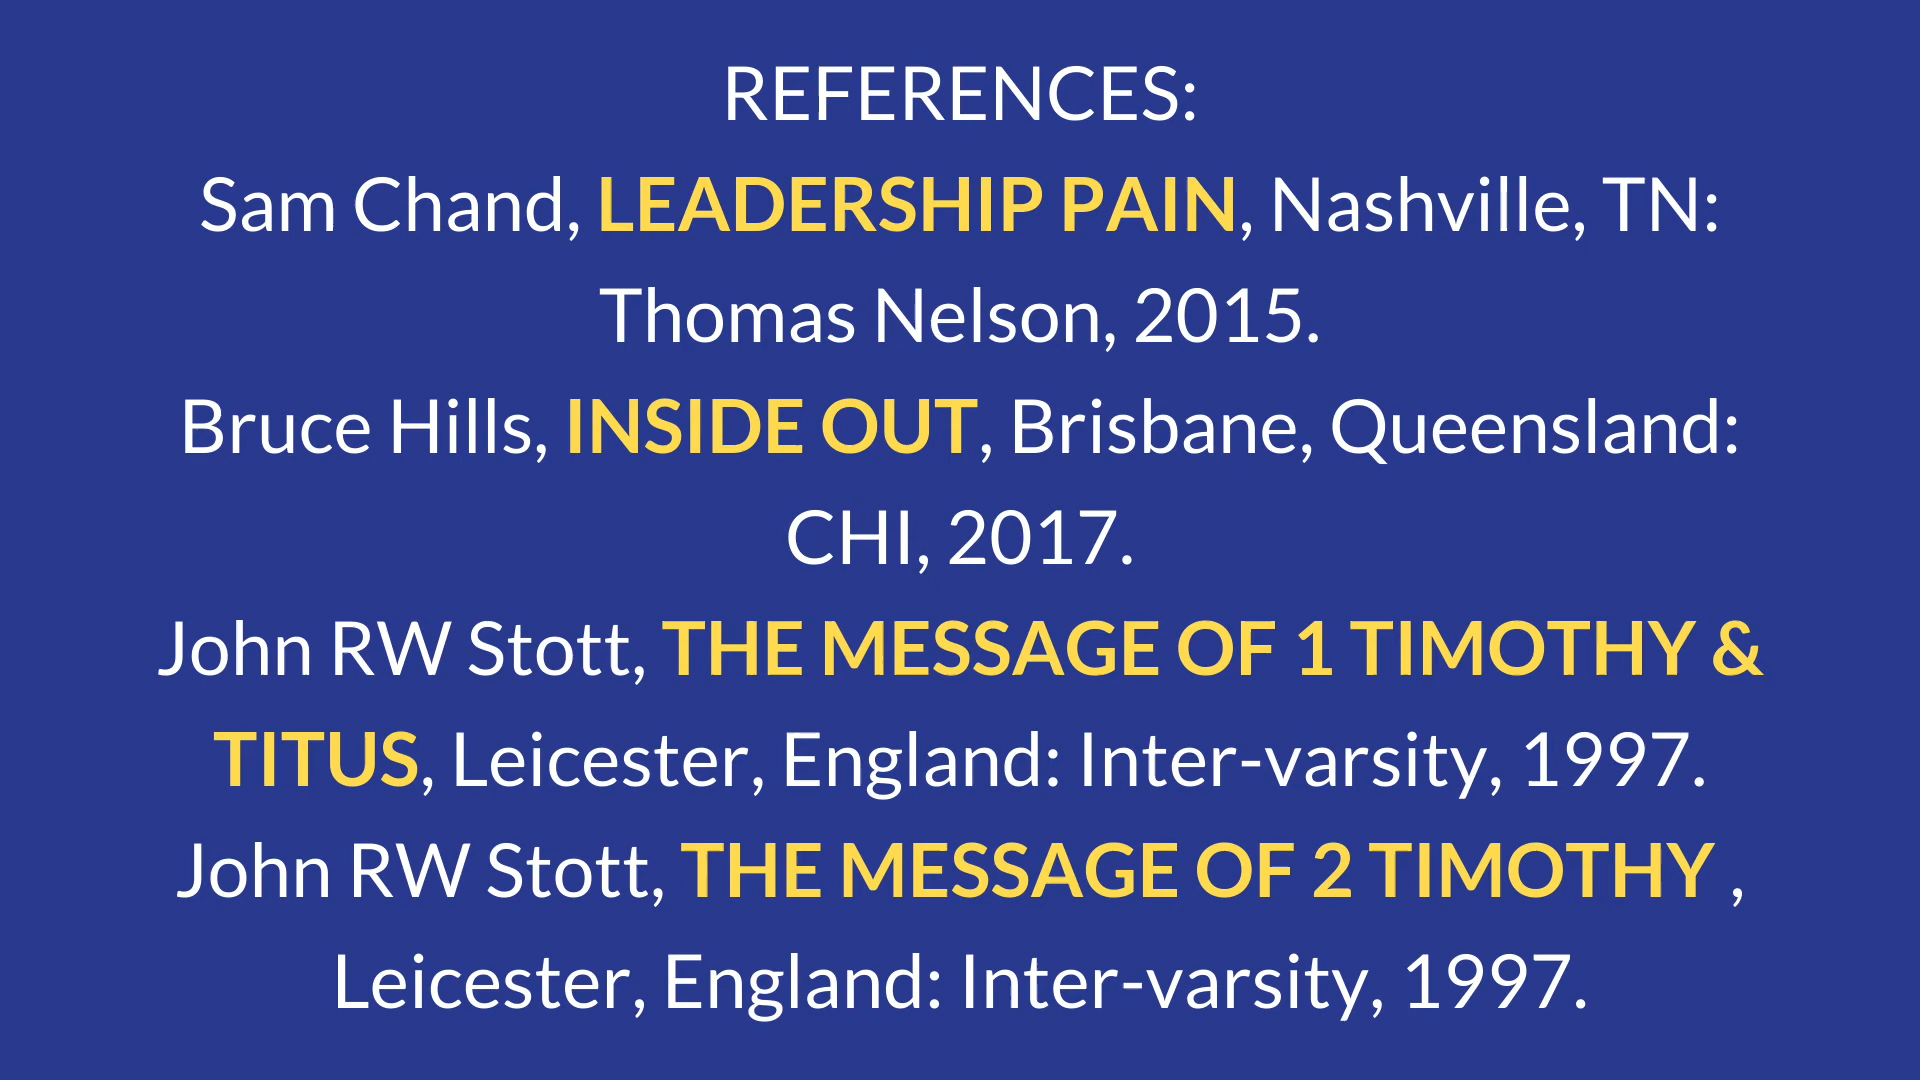 REFERENCES:
Sam Chand, LEADERSHIP PAIN, Nashville, TN:
Thomas Nelson, 2015.
Bruce Hills, INSIDE OUT, Brisbane, Queensland:
CHI, 2017.
John RW Stott, THE MESSAGE OF 1 TIMOTHY &
TITUS, Leicester, England: Inter-varsity, 1997.
John RW Stott, THE MESSAGE OF 2 TIMOTHY ,
Leicester, England: Inter-varsity, 1997.